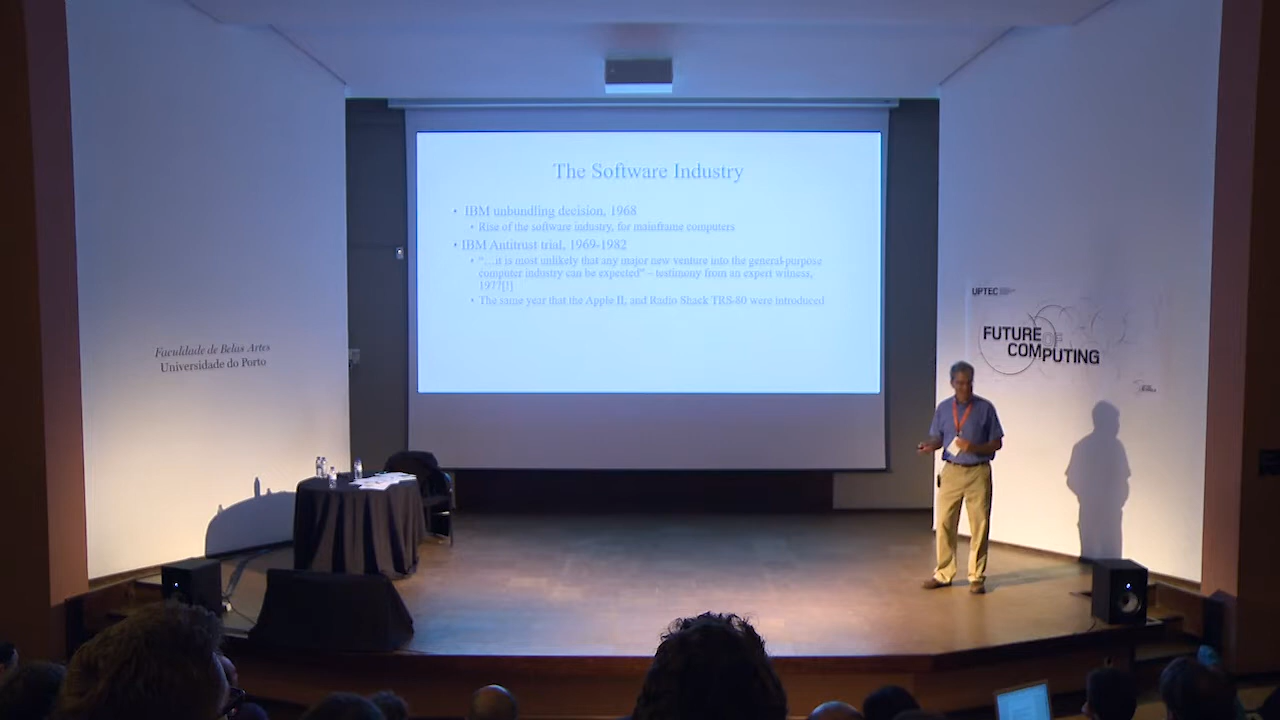 The Software Industry
• IBM unbundling decision, 1968
• Rise of the software industry, for mainframe computers
• IBM Antitrust trial, 1969-1982
• “…it is most unlikely that any major new venture into the general-purpose
computer industry can be expected” – testimony from an expert witness,
1977[!]
• The same year that the Apple II, and Radio Shack TRS-80 were introduced
Faculdade de Belas Artes
Universidade do Porto
UPTEC
FUTURE OF
COMPUTING